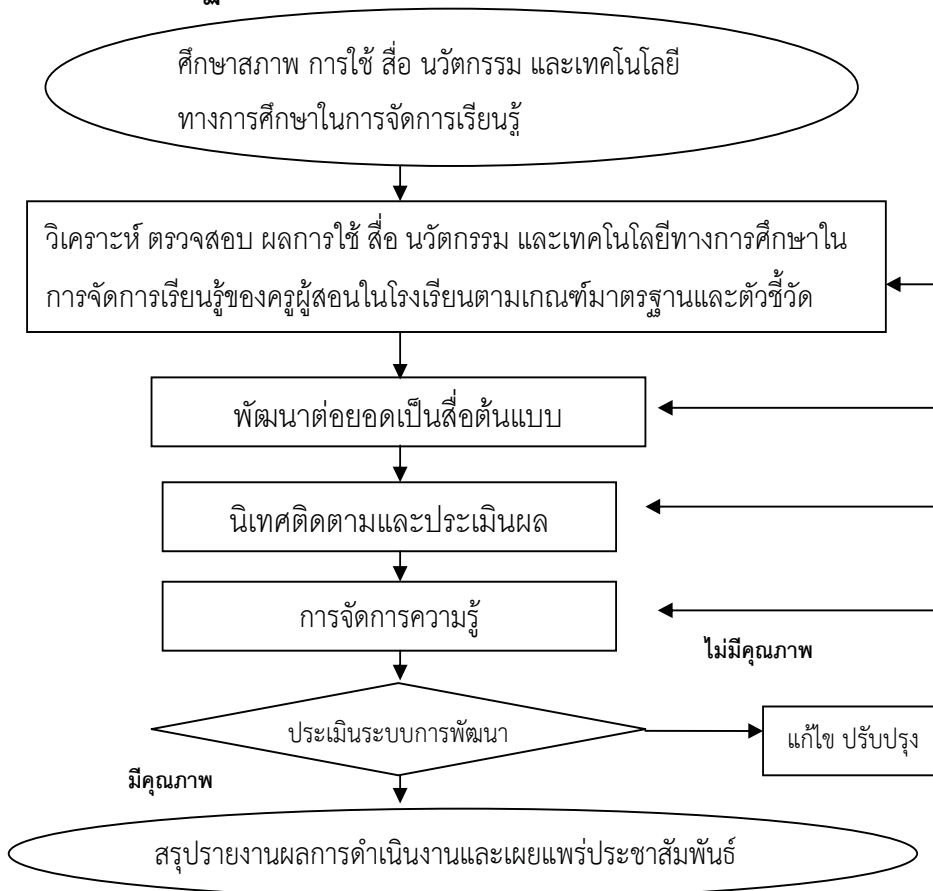 ศึกษาสภาพ การใช้ สื่อ นวัตกรรม และเทคโนโลยี
ทางการศึกษาในการจัดการเรียนรู้
วิเคราะห์ ตรวจสอบ ผลการใช้ สื่อ นวัตกรรม และเทคโนโลยีทางการศึกษาใน
การจัดการเรียนรู้ของครูผู้สอนในโรงเรียนตามเกณฑ์มาตรฐานและตัวชี้วัด
พัฒนาต่อยอดเป็นสื่อต้นแบบ
นิเทศติดตามและประเมินผล
การจัดการความรู้
ไม่มีคุณภาพ
ประเมินระบบการพัฒนา
แก้ไข ปรับปรุง
มีคุณภาพ
สรุปรายงานผลการดำเนินงานและเผยแพร่ประชาสัมพันธ์